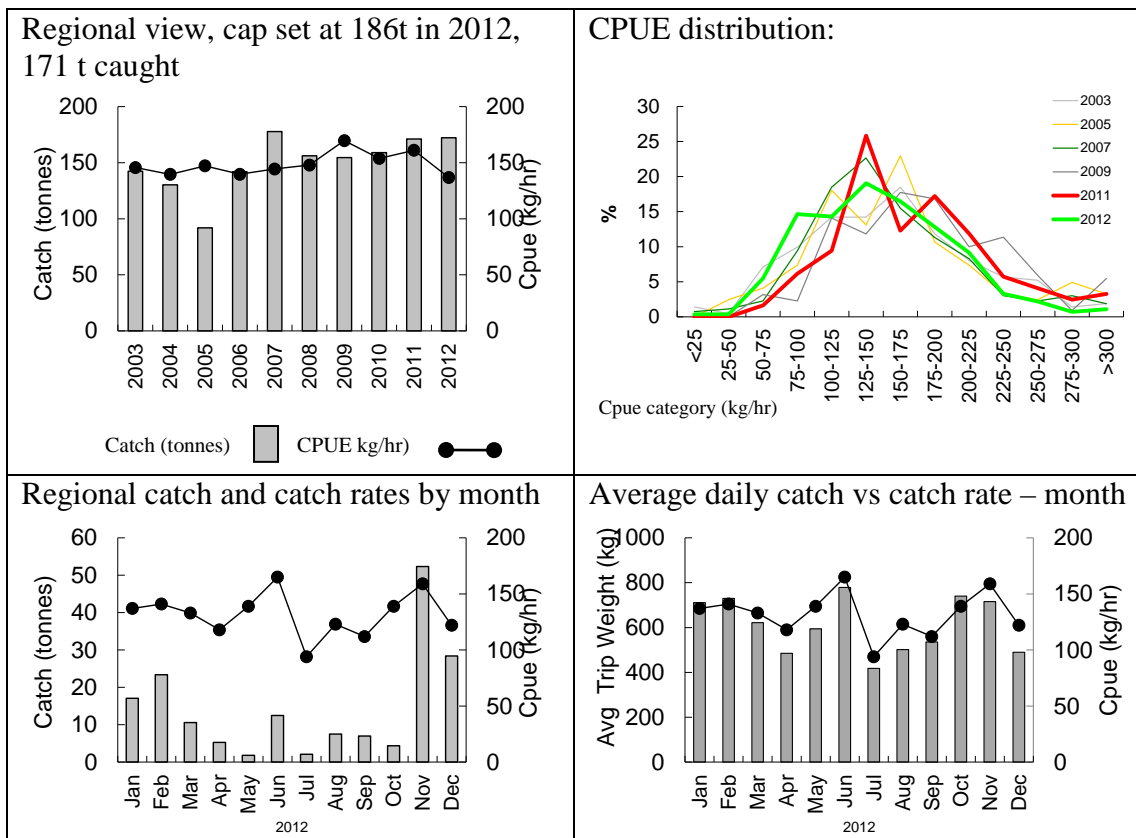 Regional view, cap set at 186t in 2012,
171 t caught
200
150
100
50
0
Catch (tonnes)
200
150
100
50
0
Cpue (kg/hr)
2003
2004
2005
2006
2007
2008
2009
2010
2011
2012
Catch (tonnes) CPUE kg/hr)
CPUE distribution:
30
25
20
15
10
5
0
%
2003
2005
2007
2009
2011
2012
<25
25-50
50-75
75-100
100-125
125-150
150-175
175-200
200-225
225-250
250-275
275-300
>300
Cpue category (kg/hr)
Regional catch and catch rates by month
60
50
40
30
20
10
0
Catch (tonnes)
200
150
100
50
0
Cpue (kg/hr)
Jan
Feb
Mar
Apr
May
Jun
Jul
Aug
Sep
Oct
Nov
Dec
2012
Average daily catch vs catch rate – month
1000
800
600
400
200
0
Avg Trip Weight (kg)
200
150
100
50
0
Cpue (kg/hr)
Jan
Feb
Mar
Apr
May
Jun
Jul
Aug
Sep
Oct
Nov
Dec
2012